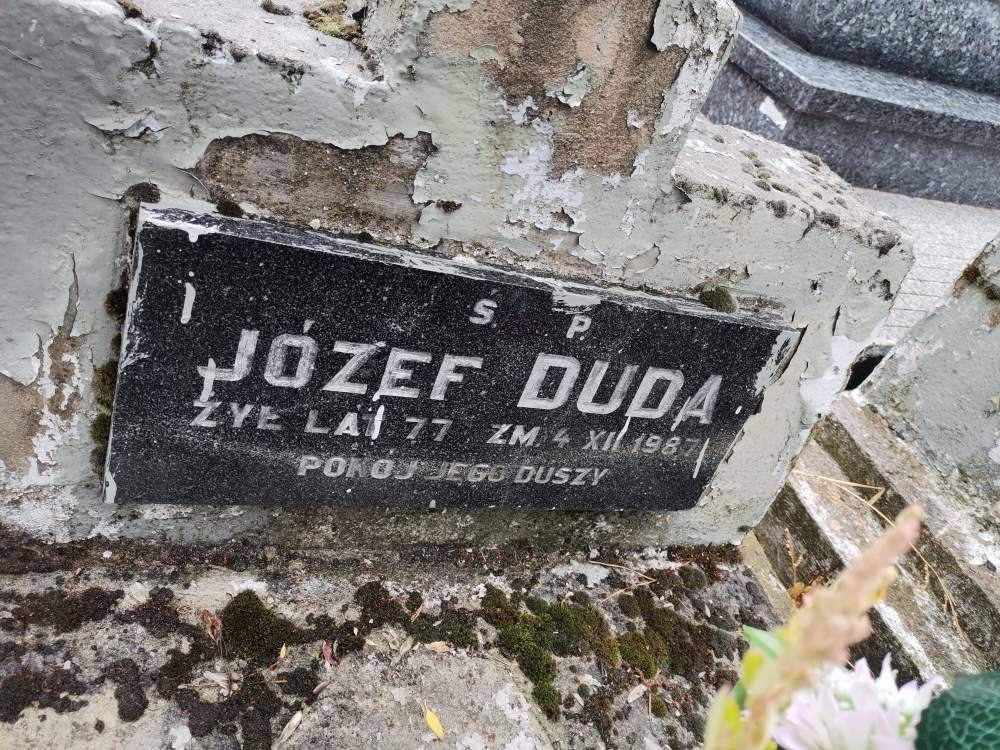 Ś. P.
JÓZEF DUDA
ŻYŁ LAT 77 ZM. 4 XII 1987
POKÓJ JEGO DUSZY